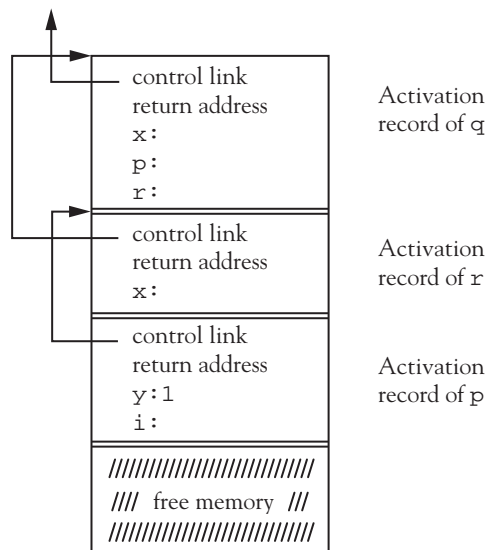 control link
return address
x:
p:
r:
Activation
record of q
control link
return address
x:
Activation
record of r
control link
return address
y:1
i:
Activation
record of p
free memory